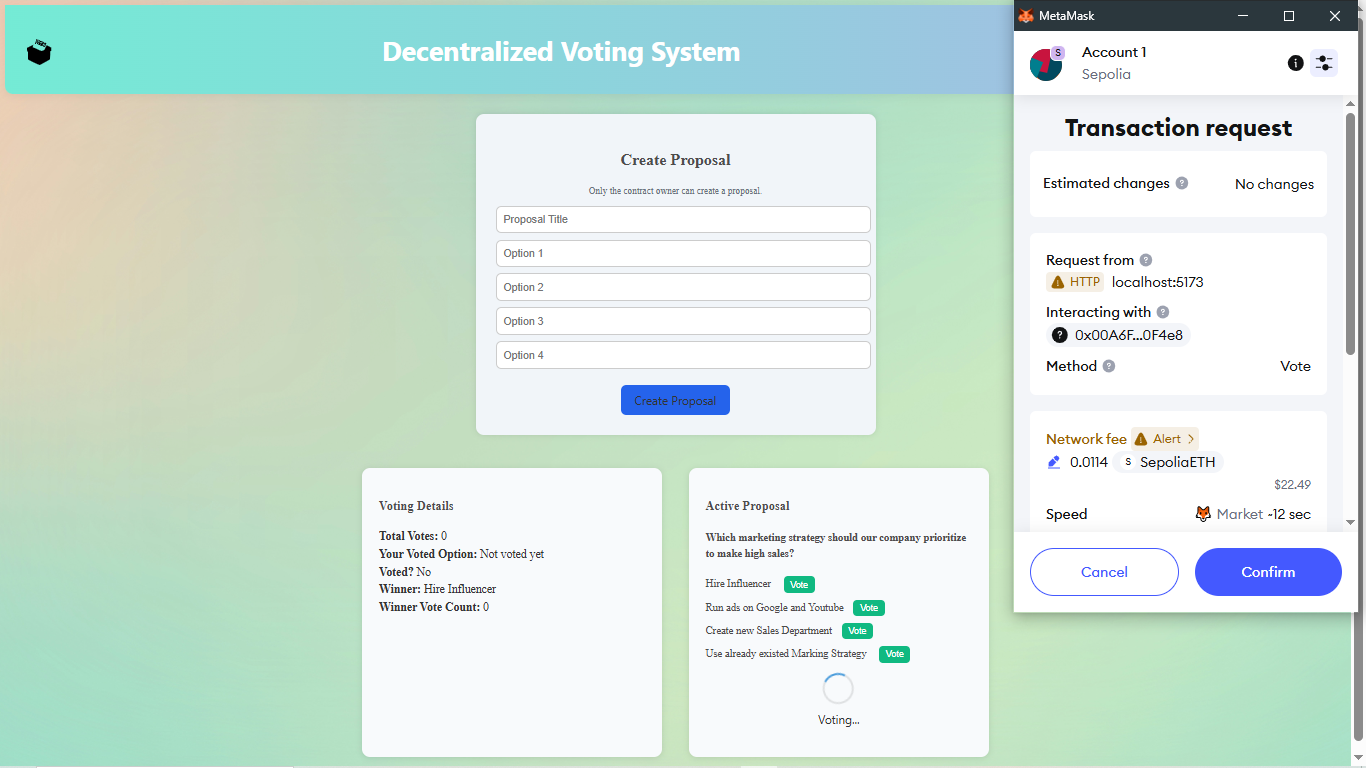 Decentralized Voting System
Create Proposal
Only the contract owner can create a proposal.
Proposal Title
Option 1
Option 2
Option 3
Option 4
Create Proposal
Voting Details
Total Votes: 0
Your Voted Option: Not voted yet
Voted? No
Winner: Hire Influencer
Winner Vote Count: 0
Active Proposal
Which marketing strategy should our company prioritize
to make high sales?
Hire Influencer Vote
Run ads on Google and Youtube Vote
Create new Sales Department Vote
Use already existed Marking Strategy Vote
Voting...
MetaMask
S
Account 1
Sepolia
Transaction request
Estimated changes ? No changes
Request from ?
HTTP localhost:5173
Interacting with ?
? 0x00A6F...0F4e8
Method ? Vote
Network fee Alert >
0.0114 S SepoliaETH
$22.49
Speed Market ~12 sec
Cancel Confirm